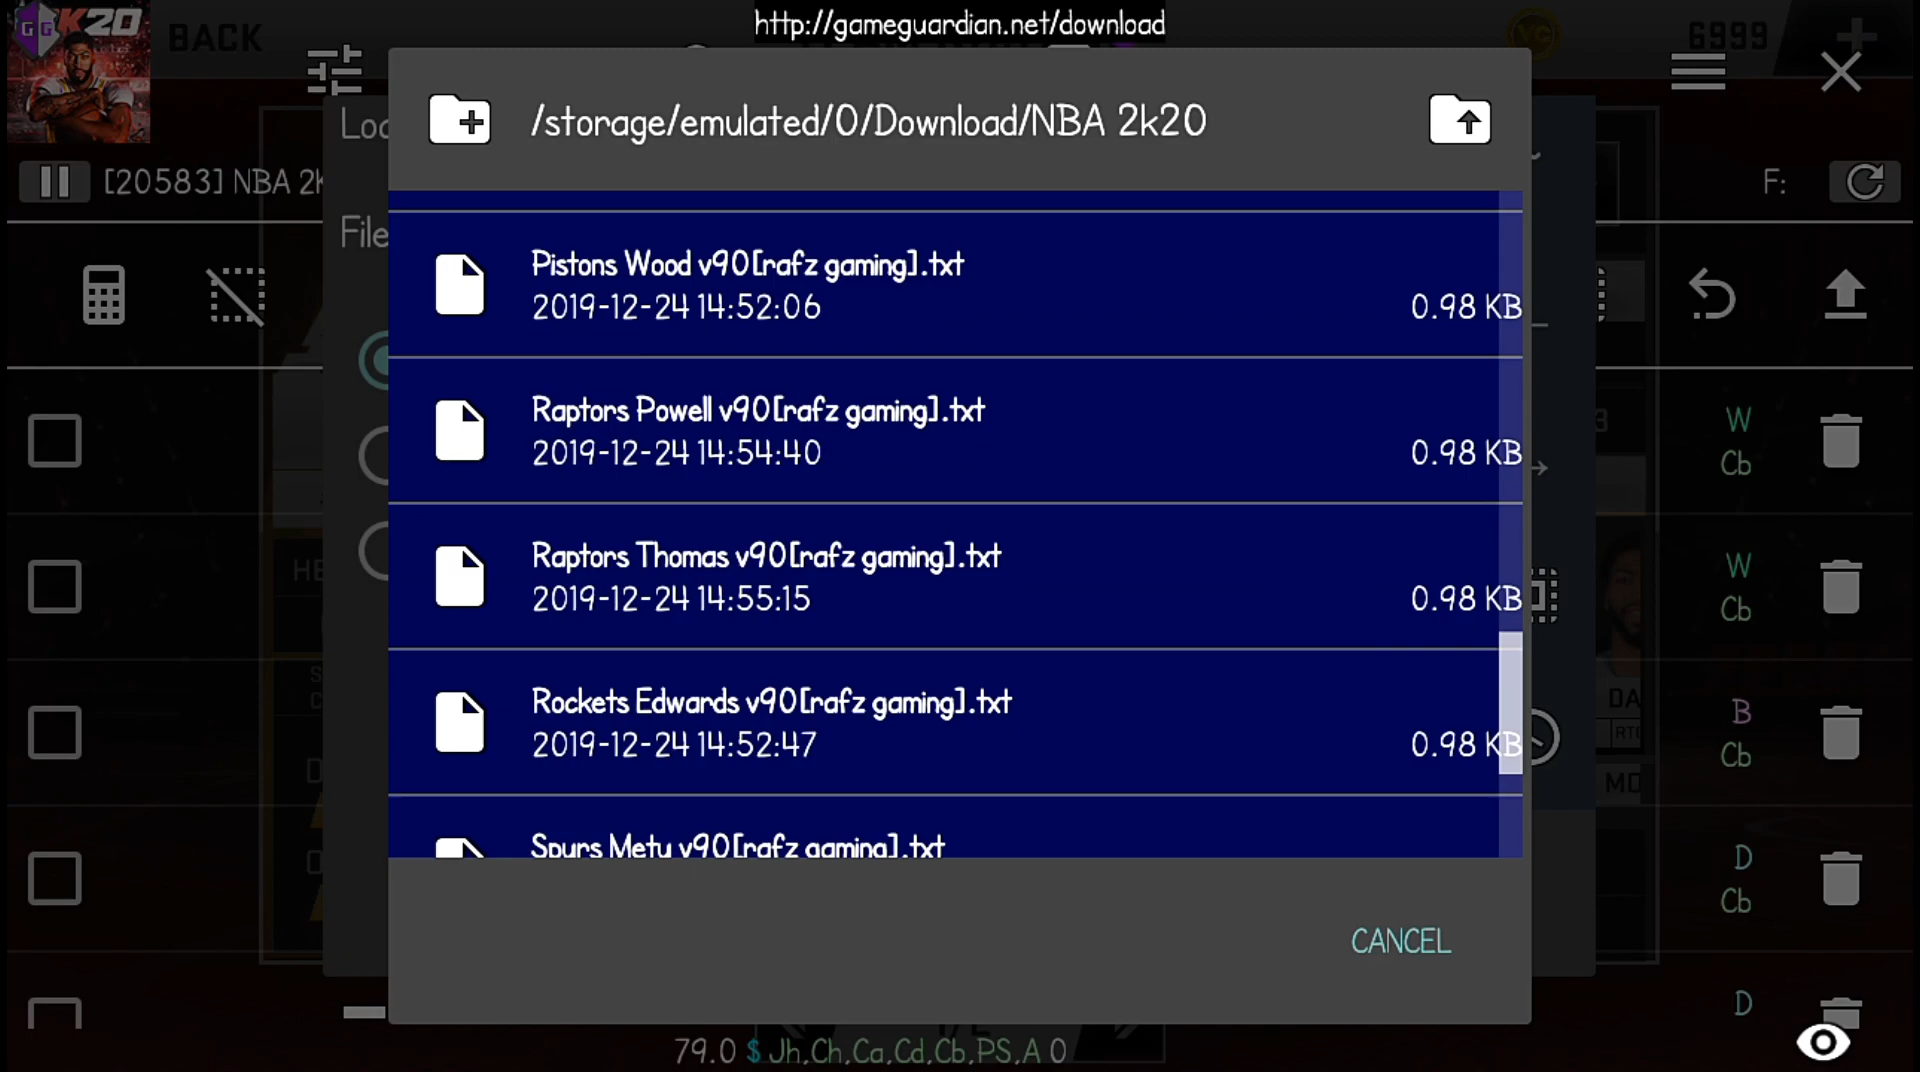 http://gameguardian.net/download
K20
BACK
6999
/storage/emulated/0/Download/NBA 2k20
[20583] NBA 2K
F:
File
Pistons Wood v90[rafz gaming].txt
2019-12-24 14:52:06
0.98 KB
Raptors Powell v90[rafz gaming].txt
2019-12-24 14:54:40
0.98 KB
W
Cb
Raptors Thomas v90[rafz gaming].txt
2019-12-24 14:55:15
0.98 KB
W
Cb
Rockets Edwards v90[rafz gaming].txt
2019-12-24 14:52:47
0.98 KB
B
Cb
Spurs Metu v90[rafz gaming].txt
D
Cb
CANCEL
D
79.0 $ Jh,Ch,Ca,Cd,Cb,PS,A 0